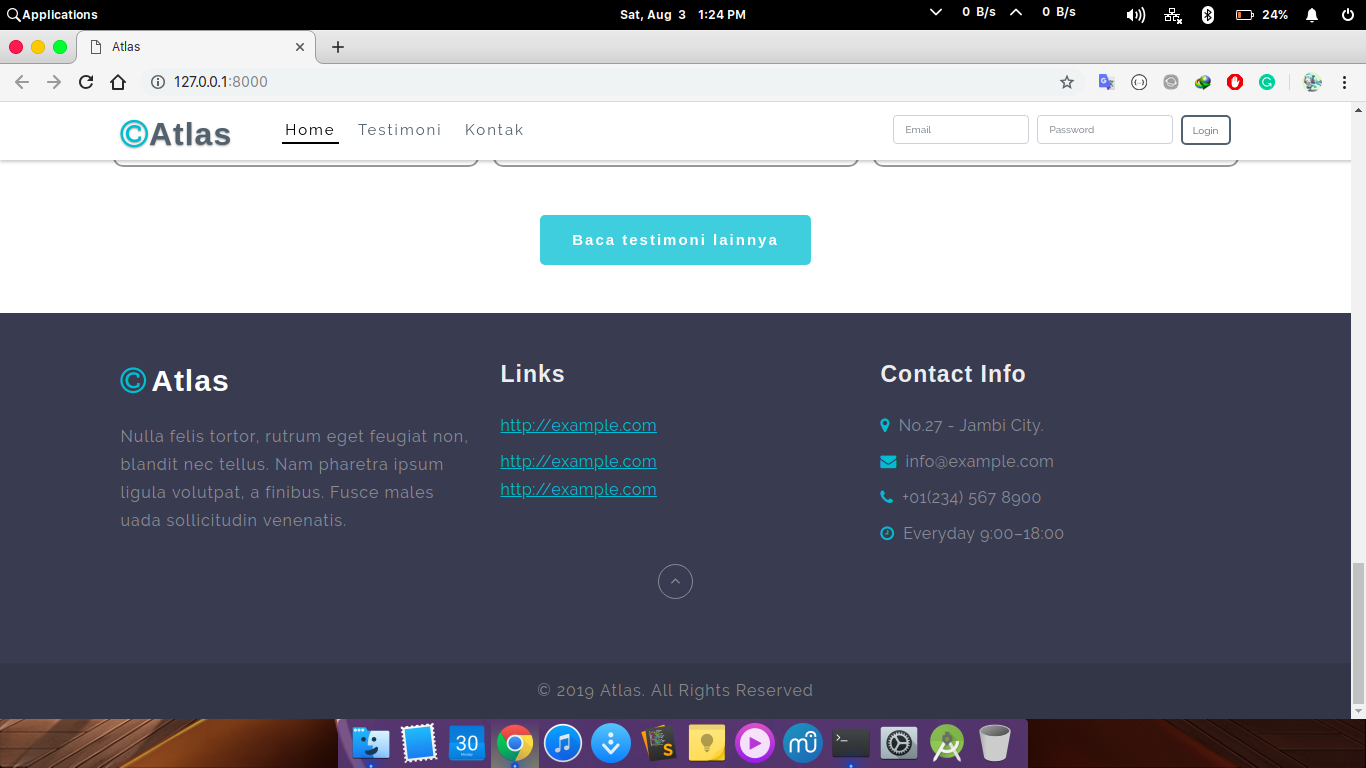 Applications
Sat, Aug 3 1:24 PM
0 B/s 0 B/s
24%
Atlas
127.0.0.1:8000
©Atlas
Home Testimoni Kontak
Email Password Login
Baca testimoni lainnya
© Atlas
Nulla felis tortor, rutrum eget feugiat non,
blandit nec tellus. Nam pharetra ipsum
ligula volutpat, a finibus. Fusce males
uada sollicitudin venenatis.
Links
http://example.com
http://example.com
http://example.com
Contact Info
No.27 - Jambi City.
info@example.com
+01(234) 567 8900
Everyday 9:00–18:00
© 2019 Atlas. All Rights Reserved
30